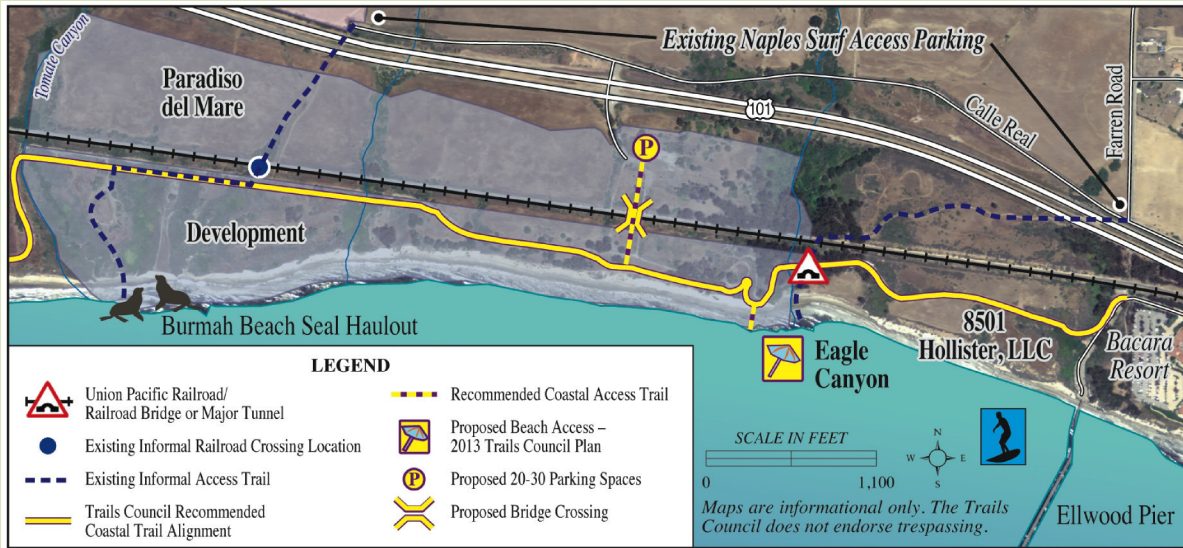 Tomate Canyon
Paradiso
del Mare
Existing Naples Surf Access Parking
101
Calle Real
Farren Road
P
Development
Burmah Beach Seal Haulout
Eagle
Canyon
8501
Hollister, LLC
Bacara
Resort
Ellwood Pier
LEGEND
Union Pacific Railroad/
Railroad Bridge or Major Tunnel
Existing Informal Railroad Crossing Location
Existing Informal Access Trail
Trails Council Recommended
Coastal Trail Alignment
Recommended Coastal Access Trail
Proposed Beach Access –
2013 Trails Council Plan
P
Proposed 20-30 Parking Spaces
Proposed Bridge Crossing
SCALE IN FEET
0 1,100
N
W E
S
Maps are informational only. The Trails
Council does not endorse trespassing.